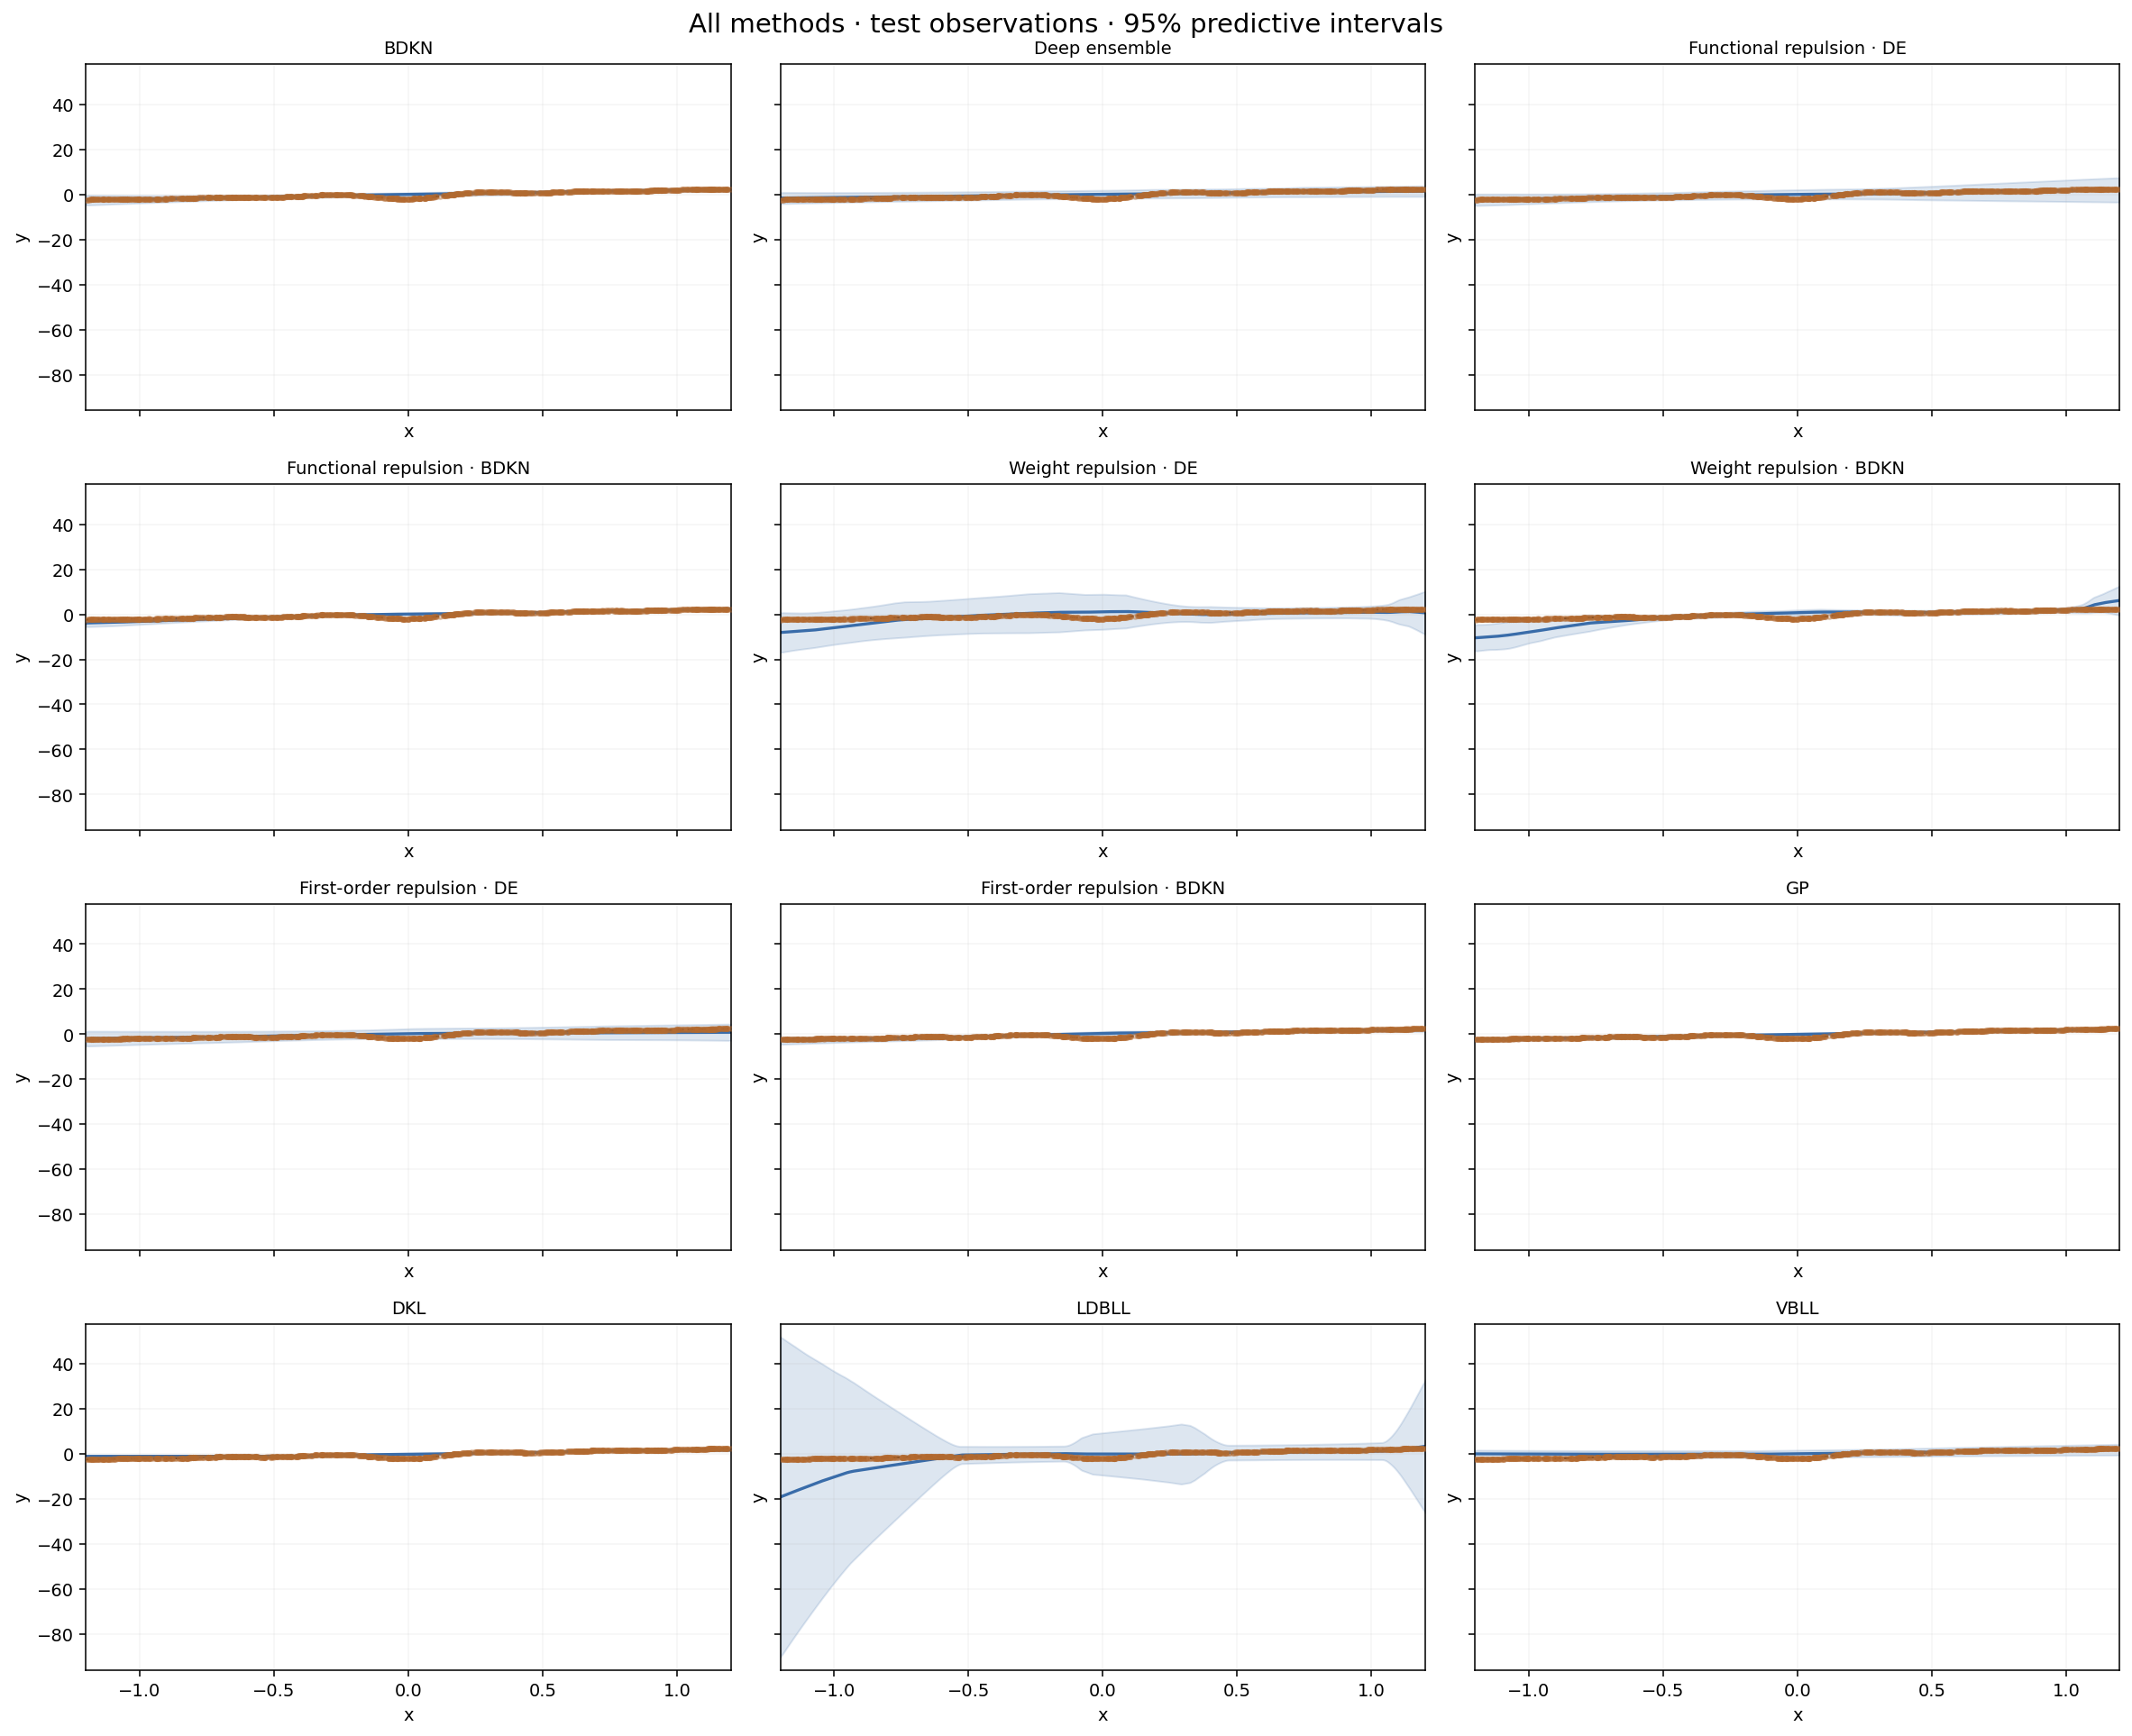 All methods · test observations · 95% predictive intervals
BDKN
Deep ensemble
Functional repulsion · DE
40
20
0
−20
−40
−60
−80
y
y
y
x
x
x
Functional repulsion · BDKN
Weight repulsion · DE
Weight repulsion · BDKN
40
20
0
−20
−40
−60
−80
y
y
y
x
x
x
First-order repulsion · DE
First-order repulsion · BDKN
GP
40
20
0
−20
−40
−60
−80
y
y
y
x
x
x
DKL
LDBLL
VBLL
40
20
0
−20
−40
−60
−80
y
y
y
−1.0 −0.5 0.0 0.5 1.0
−1.0 −0.5 0.0 0.5 1.0
−1.0 −0.5 0.0 0.5 1.0
x
x
x